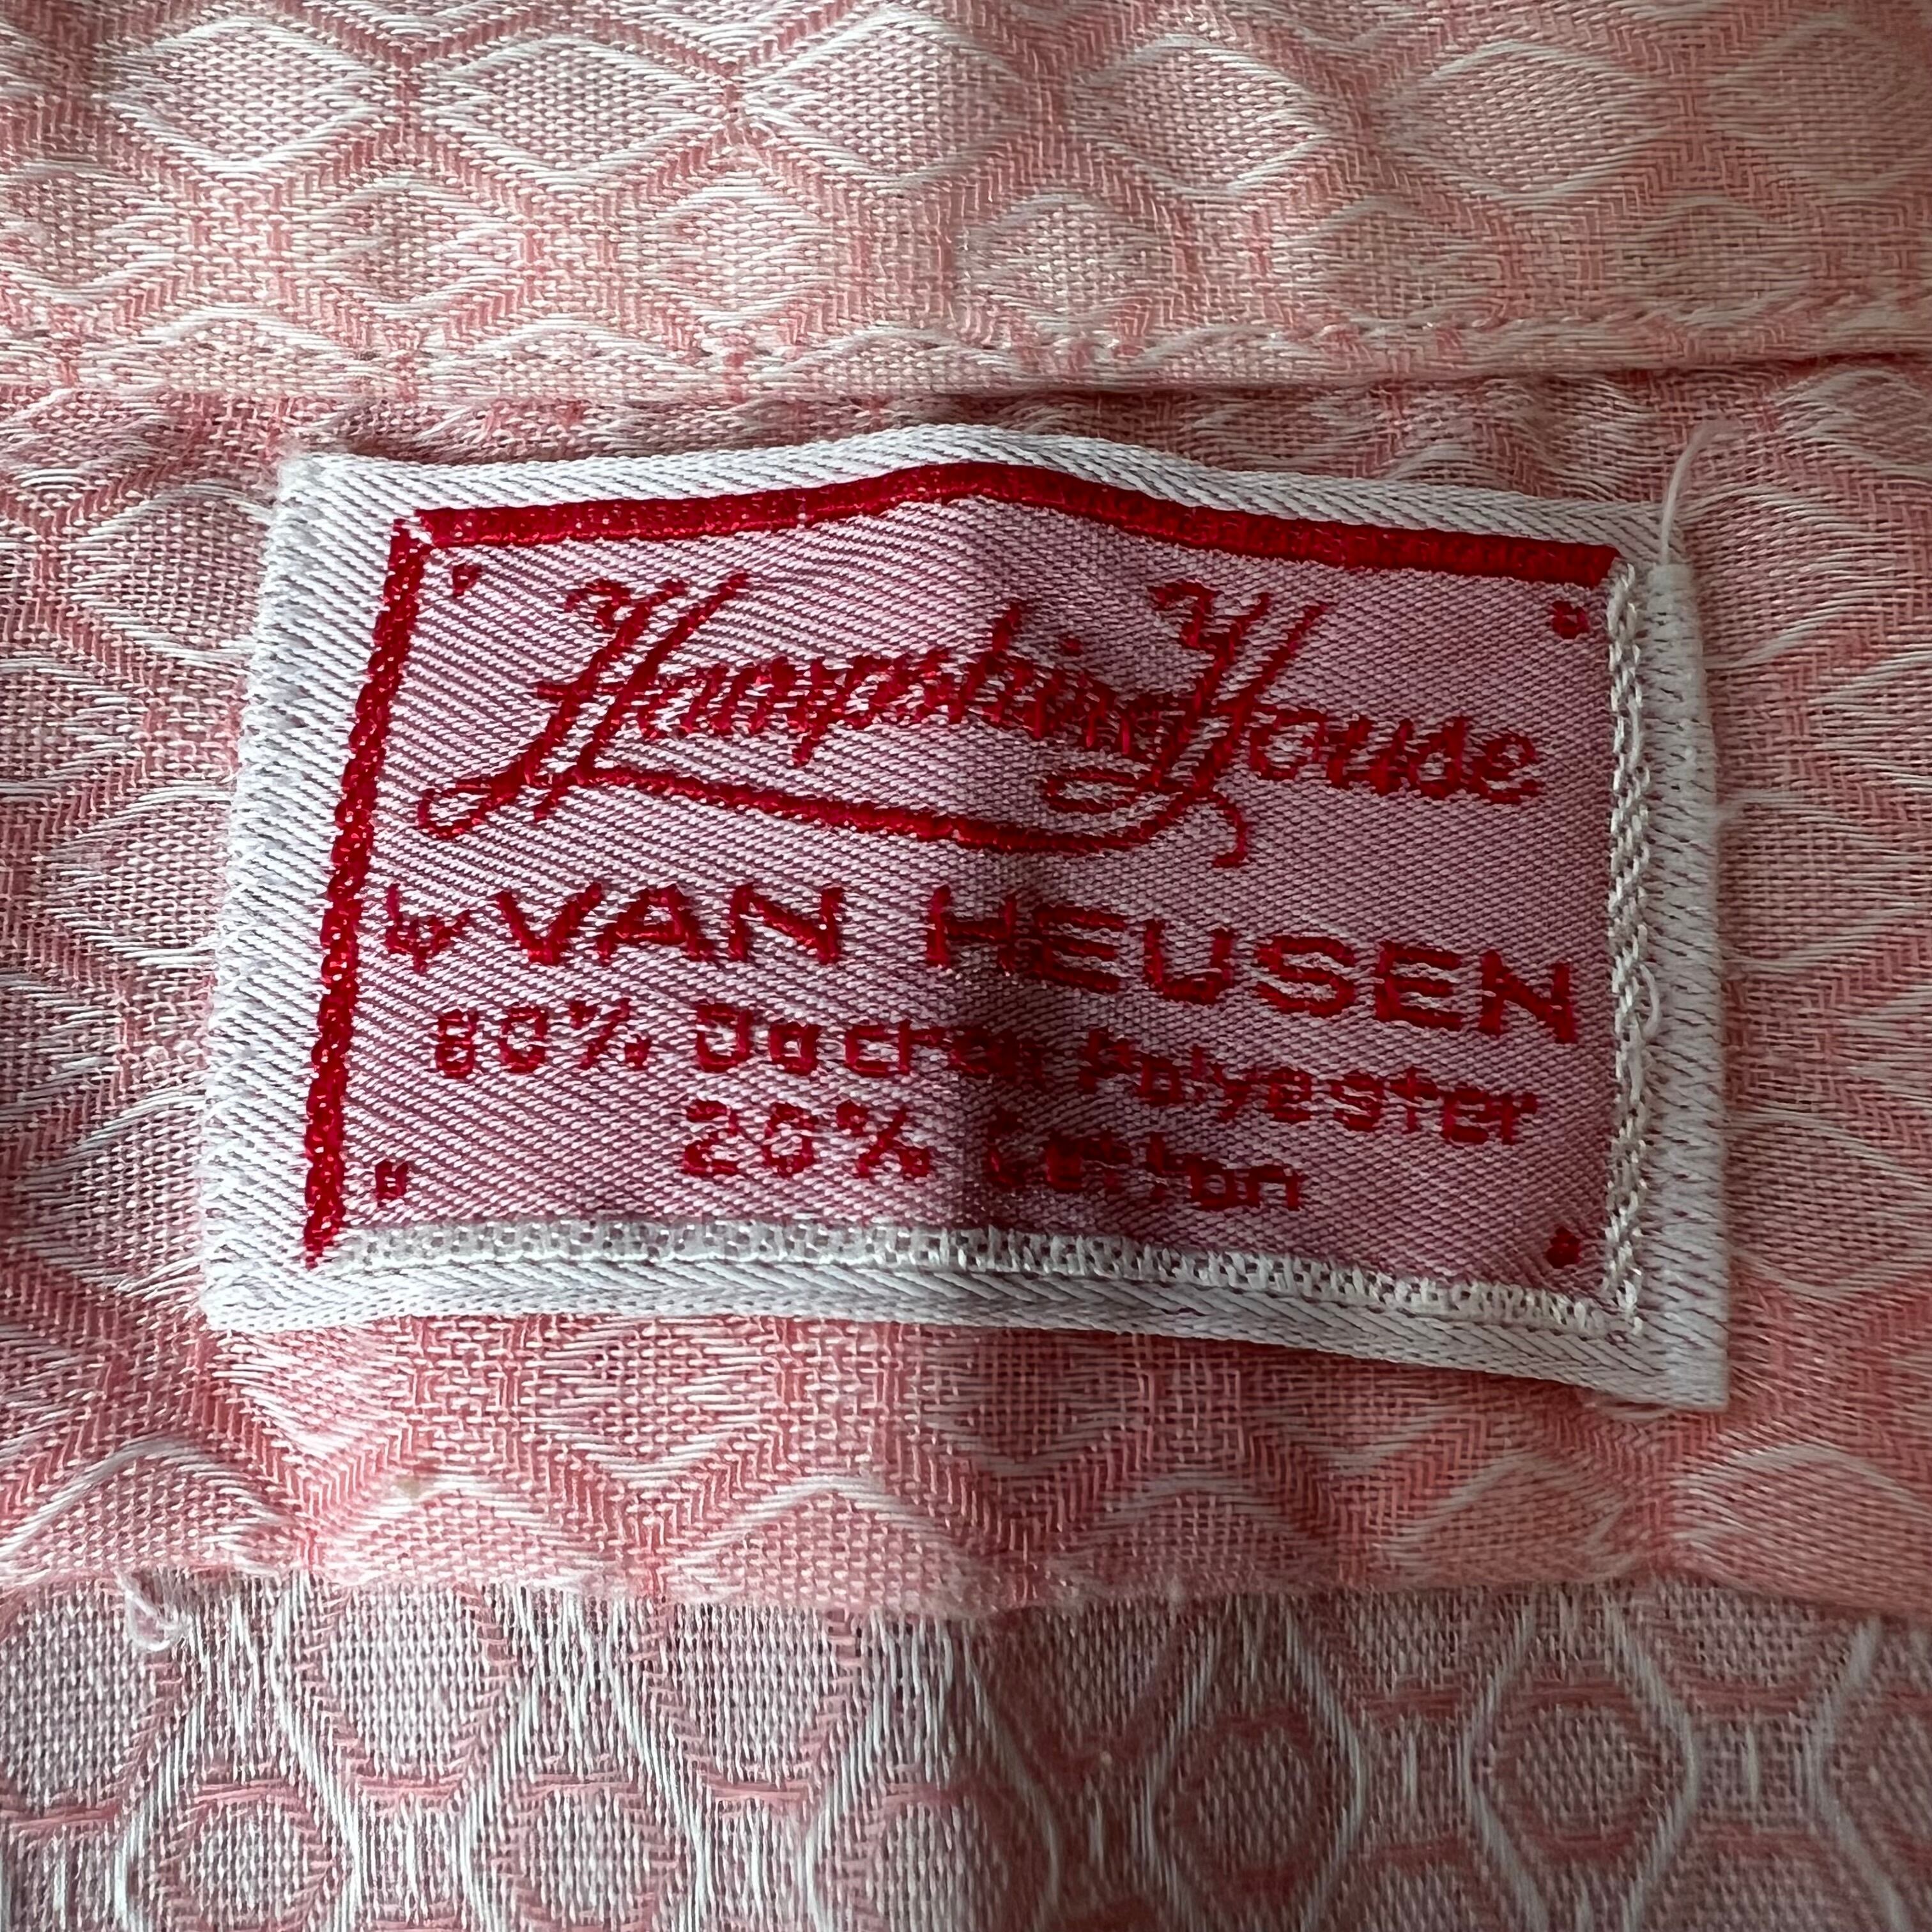 Hampshire House
by VAN HEUSEN
80% Dacron Polyester
20% Cotton